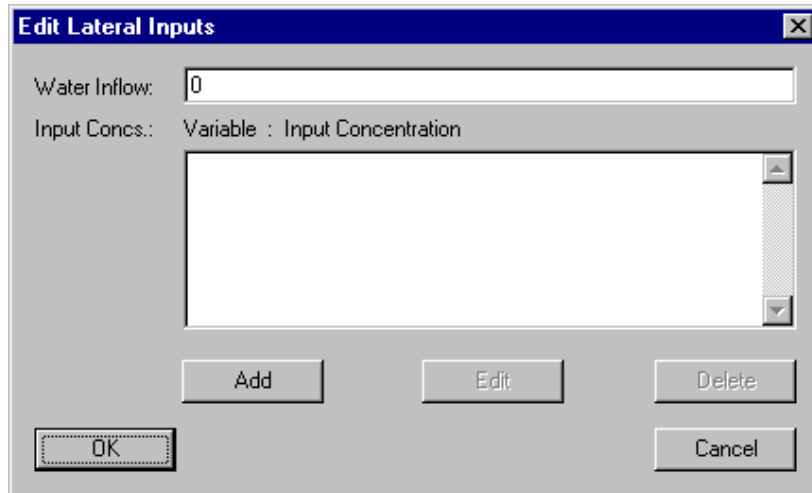 Edit Lateral Inputs
Water Inflow: 0
Input Concs.: Variable : Input Concentration
Add Edit Delete
OK Cancel